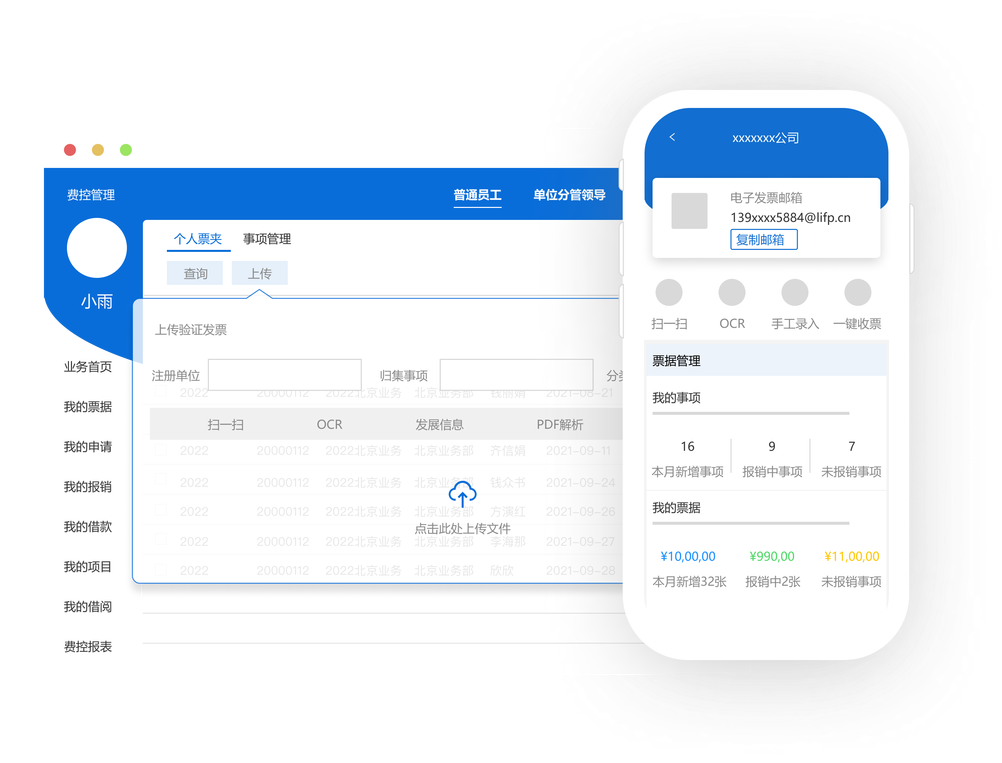 费控管理
普通员工 单位分管领导
小雨
个人票夹 事项管理
查询 上传
业务首页
我的票据
我的申请
我的报销
我的借款
我的项目
我的借阅
费控报表
上传验证发票
注册单位 归集事项
2022 20000112 2022北京业务 北京业务部 钱丽娟 2021-08-21
扫一扫 OCR 发展信息 PDF解析
2022 20000112 2022北京业务 北京业务部 齐信娟 2021-09-11
2022 20000112 2022北京业务 北京业务部 钱众书 2021-09-24
2022 20000112 2022北京业务 北京业务部 方演红 2021-09-26
点击此处上传文件
2022 20000112 2022北京业务 北京业务部 李海那 2021-09-27
2022 20000112 2022北京业务 北京业务部 欣欣 2021-09-28
xxxxxxx公司
电子发票邮箱
139xxxx5884@lifp.cn
复制邮箱
扫一扫 OCR 手工录入 一键收票
票据管理
我的事项
16 9 7
本月新增事项 报销中事项 未报销事项
我的票据
¥10,00,00 ¥990,00 ¥11,00,00
本月新增32张 报销中2张 未报销事项